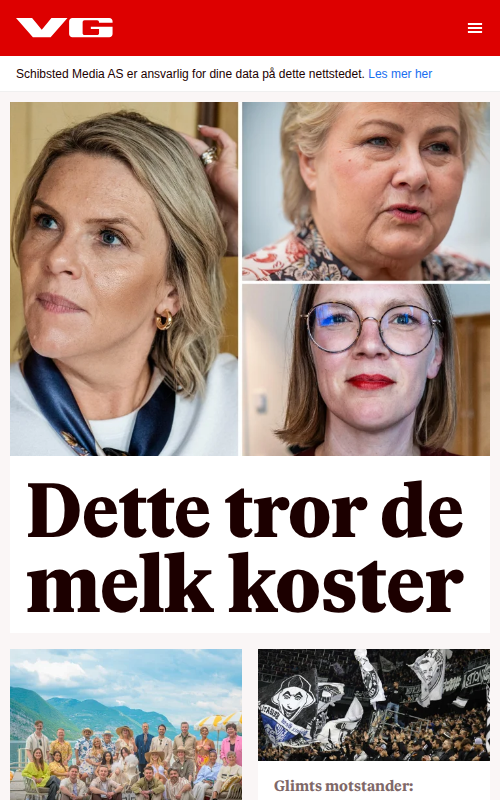 VG
Schibsted Media AS er ansvarlig for dine data på dette nettstedet. Les mer her
Dette tror de
melk koster
Glimts motstander: